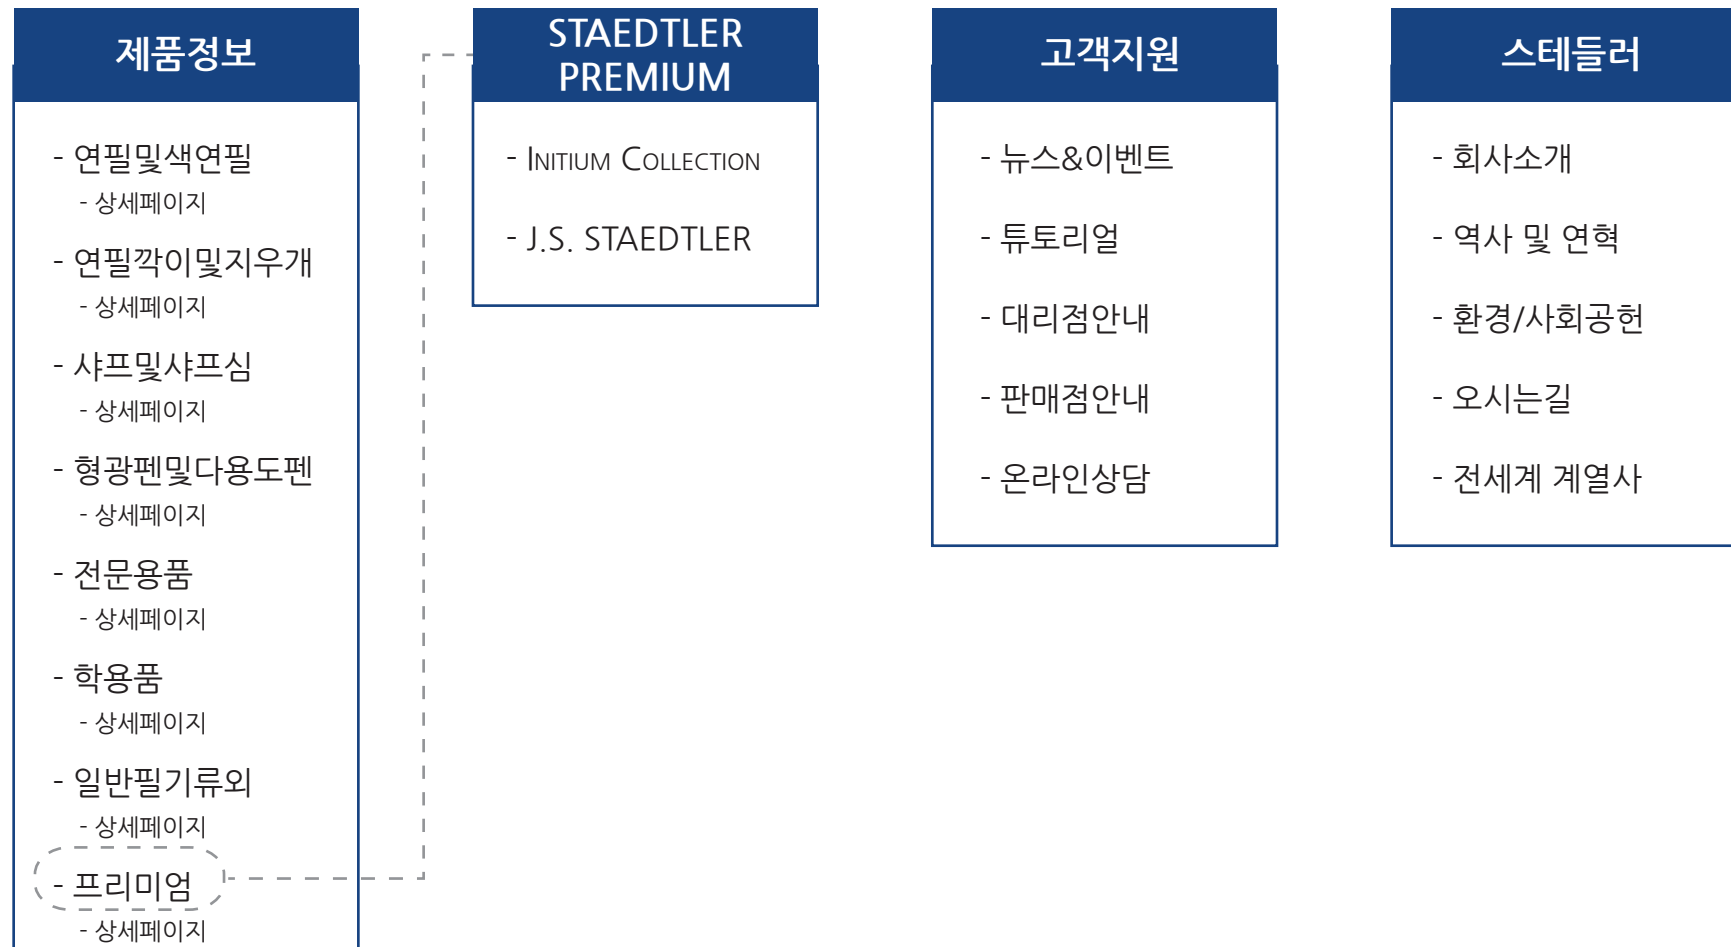 제품정보
- 연필및색연필
- 상세페이지
- 연필깍이및지우개
- 상세페이지
- 샤프및샤프심
- 상세페이지
- 형광펜및다용도펜
- 상세페이지
- 전문용품
- 상세페이지
- 학용품
- 상세페이지
- 일반필기류외
- 상세페이지
- 프리미엄
- 상세페이지
STAEDTLER
PREMIUM
- INITIUM COLLECTION
- J.S. STAEDTLER
고객지원
- 뉴스&이벤트
- 튜토리얼
- 대리점안내
- 판매점안내
- 온라인상담
스테들러
- 회사소개
- 역사 및 연혁
- 환경/사회공헌
- 오시는길
- 전세계 계열사